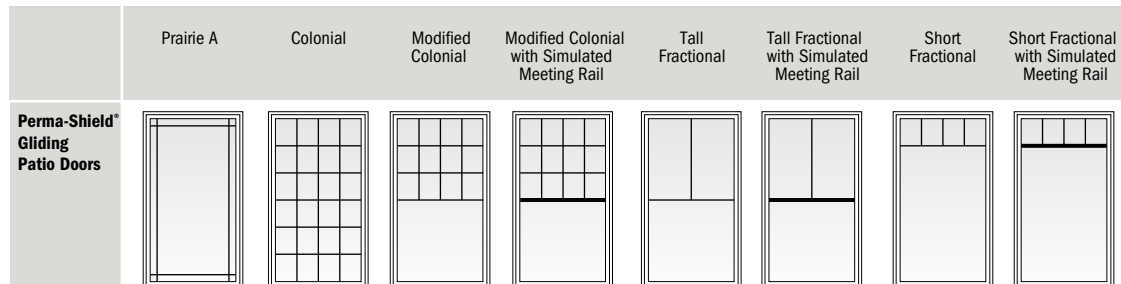 Prairie A
Colonial
Modified
Colonial
Modified Colonial
with Simulated
Meeting Rail
Tall
Fractional
Tall Fractional
with Simulated
Meeting Rail
Short
Fractional
Short Fractional
with Simulated
Meeting Rail
Perma-Shield®
Gliding
Patio Doors